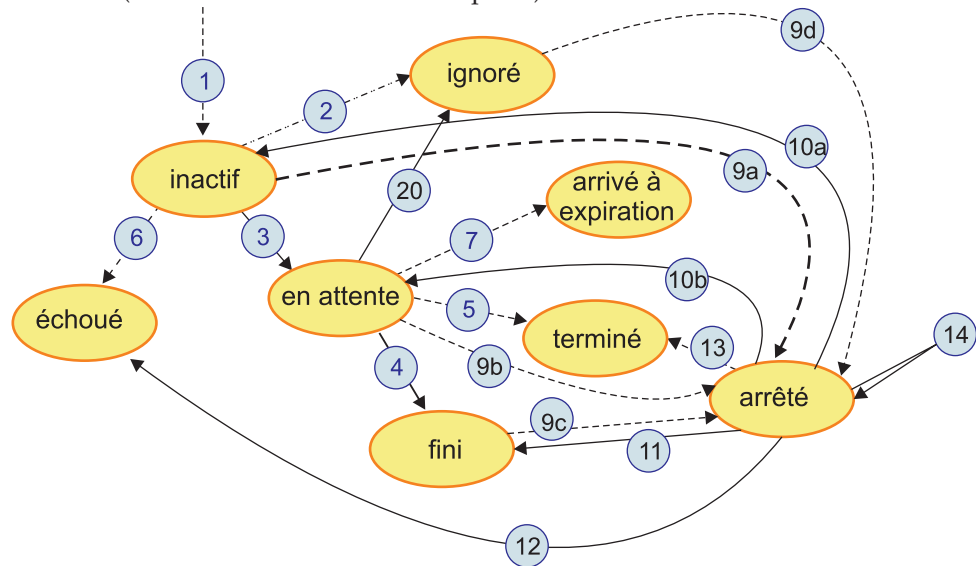 9d
ignoré
1
2
10a
inactif
9a
20
arrivé à
expiration
6
3
7
10b
en attente
5
échoué
terminé
13
14
4
9b
arrêté
9c
fini
11
12